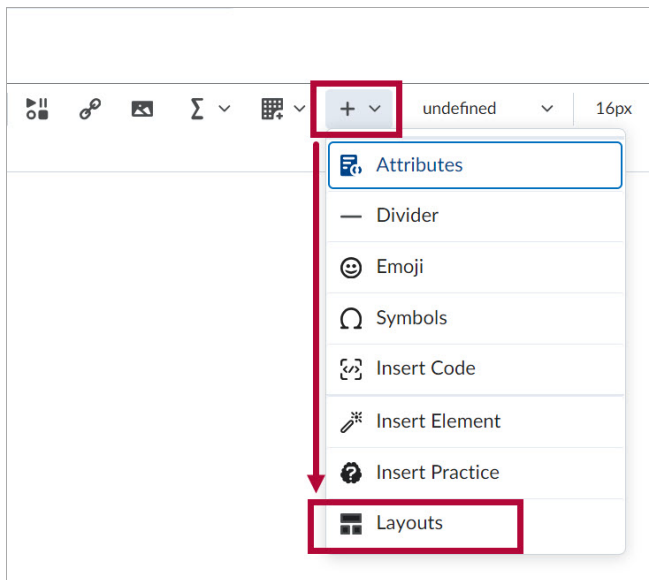 undefined
16px
Attributes
Divider
Emoji
Symbols
Insert Code
Insert Element
Insert Practice
Layouts